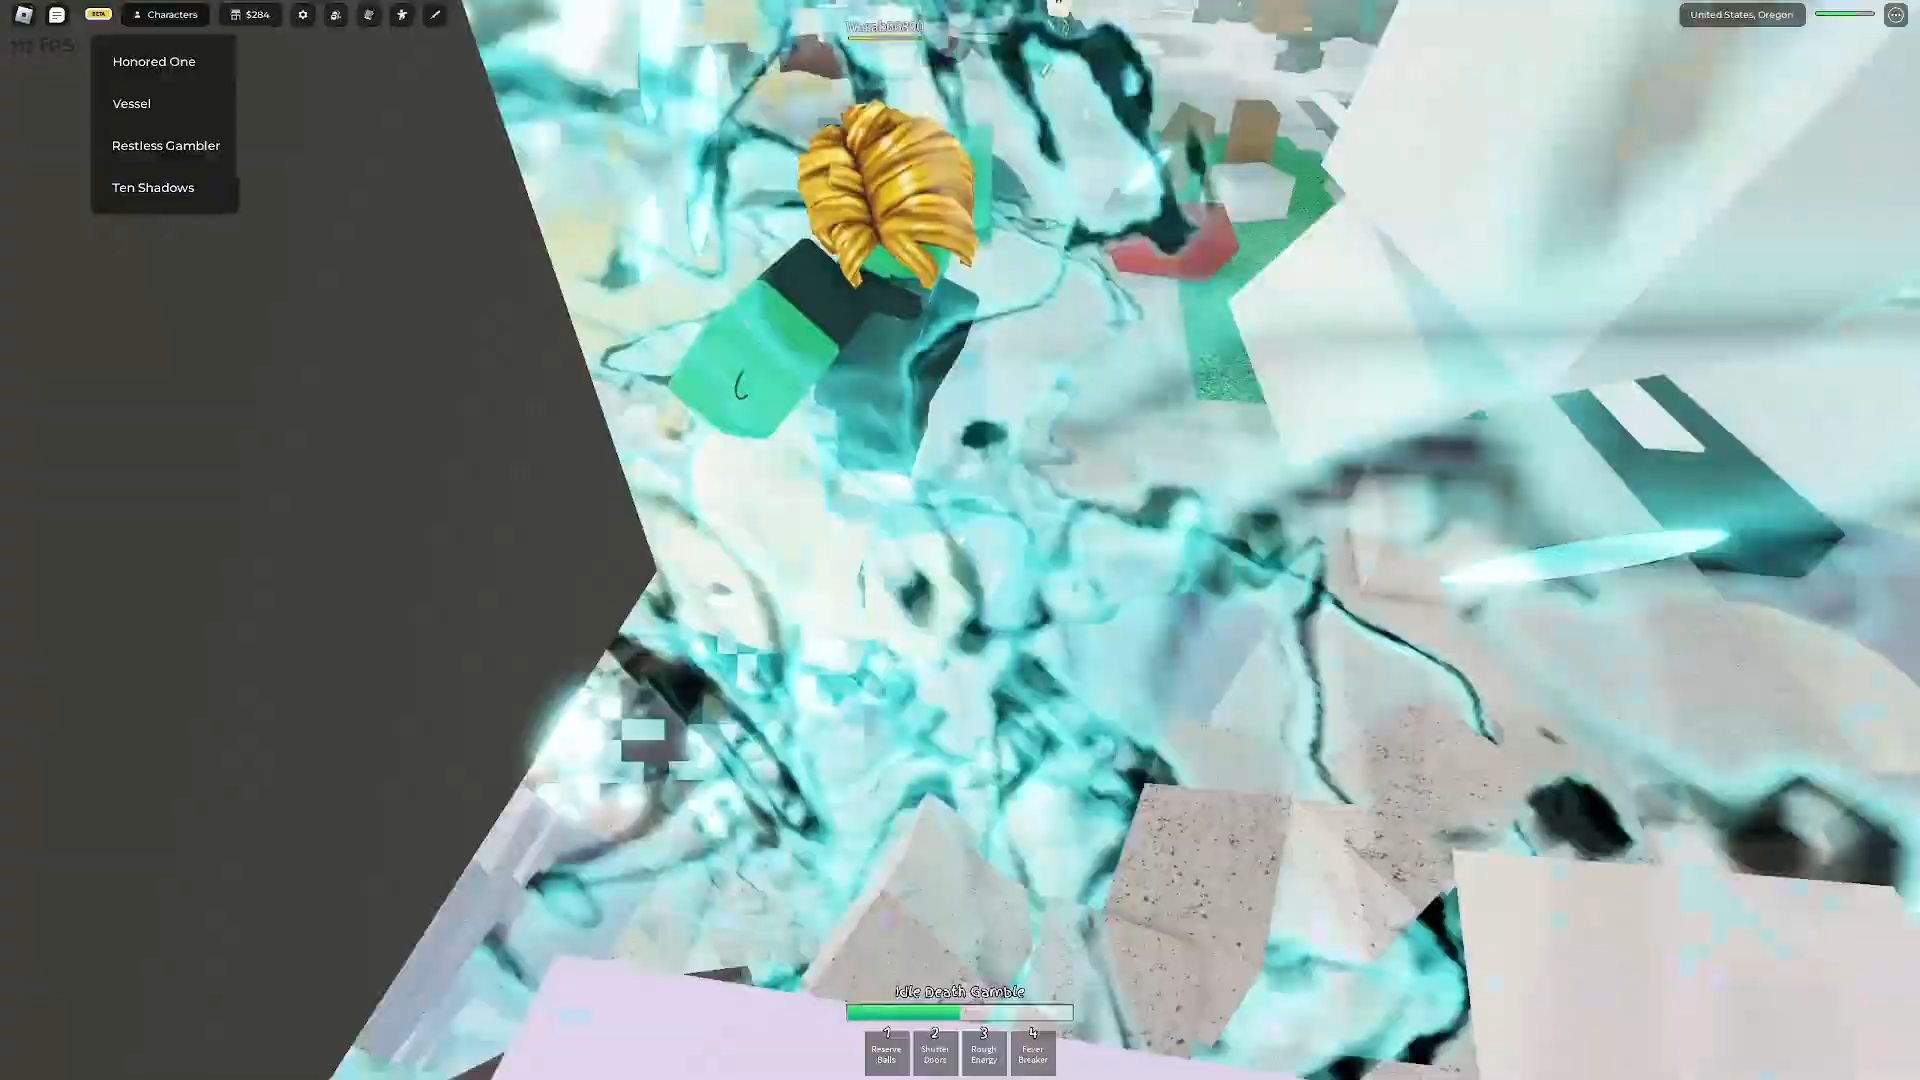 BETA
Characters
$284
United States, Oregon
Honored One
Vessel
Restless Gambler
Ten Shadows
Idle Death Gamble
1
2
3
4
Reserve
Balls
Shutter
Doors
Rough
Energy
Fever
Breaker